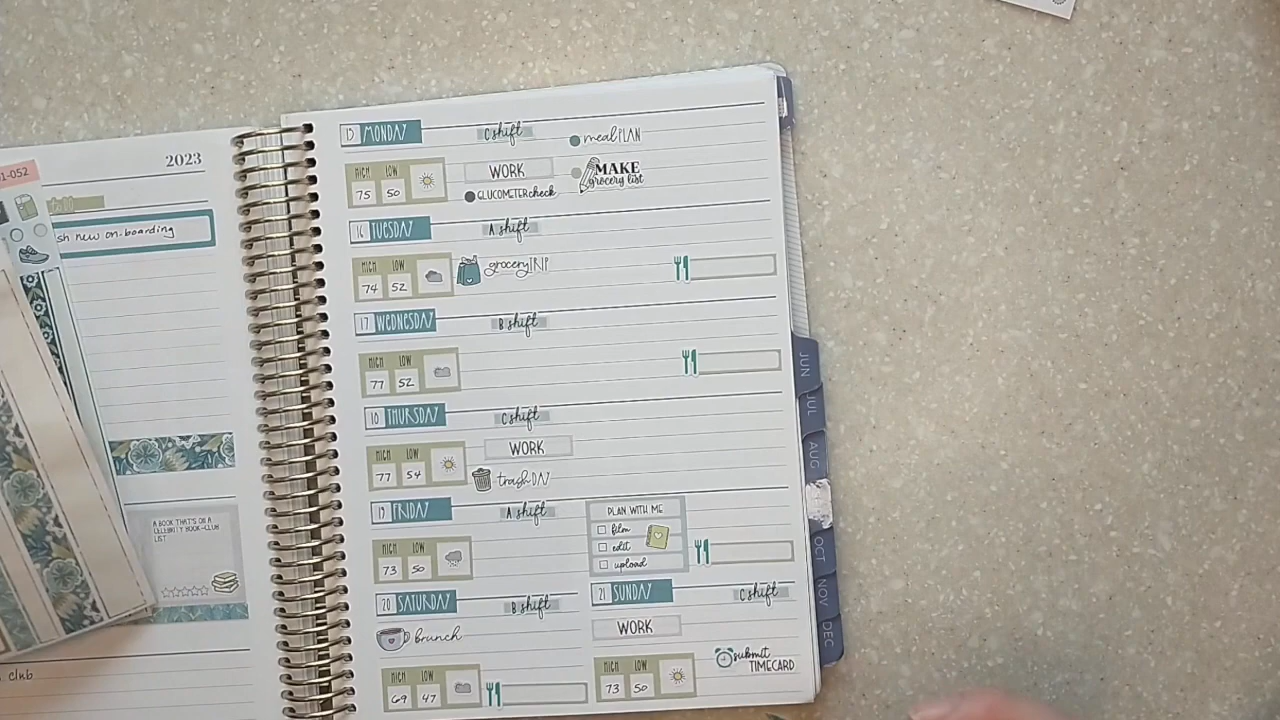 1-052
2023
sh new on-boarding
A BOOK THAT'S ON A
CELEBRITY BOOK-CLUB
LIST
club
15 MONDAY
C shift
meal PLAN
HIGH LOW
75 50
WORK
GLUCOMETER check
MAKE
grocery list
16 TUESDAY
A shift
HIGH LOW
74 52
grocery TRIP
17 WEDNESDAY
B shift
HIGH LOW
77 52
18 THURSDAY
C shift
HIGH LOW
77 54
WORK
trash DAY
19 FRIDAY
A shift
HIGH LOW
73 50
PLAN WITH ME
film
edit
upload
20 SATURDAY
B shift
brunch
HIGH LOW
69 47
21 SUNDAY
C shift
WORK
HIGH LOW
73 50
submit
TIMECARD
JUN
JUL
AUG
OCT
NOV
DEC